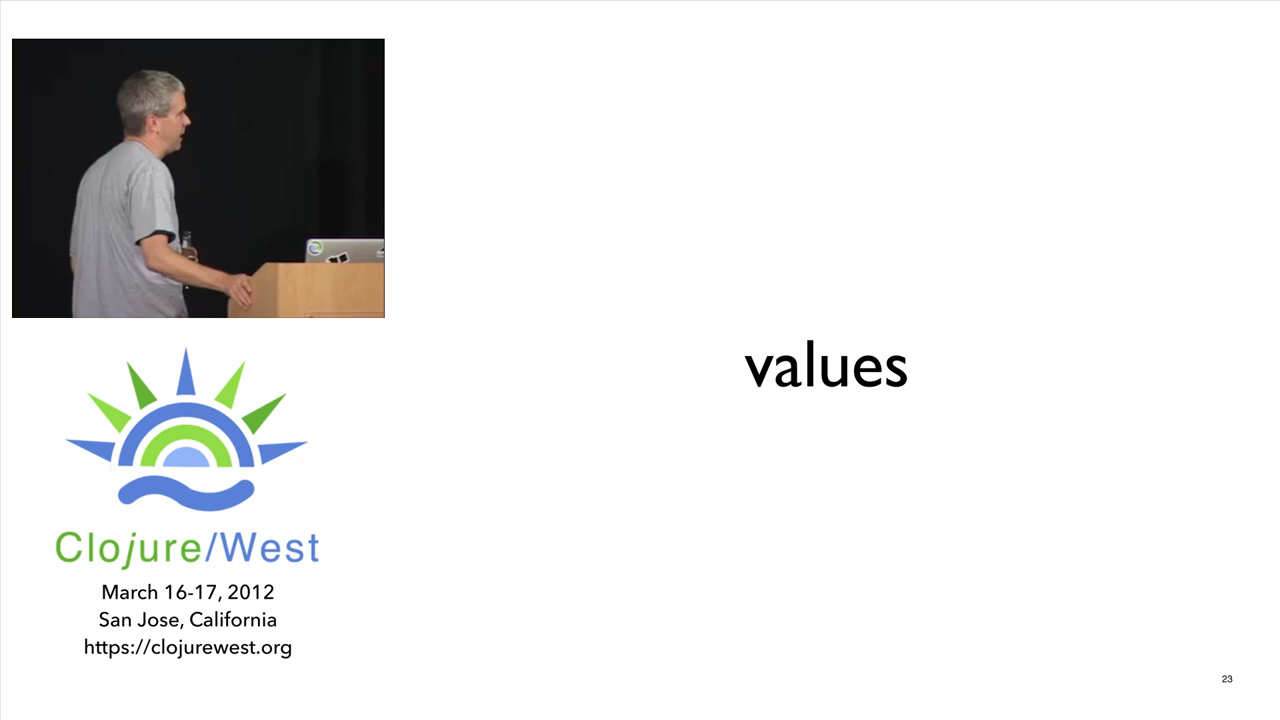 values
Clojure/West
March 16-17, 2012
San Jose, California
https://clojurewest.org
23